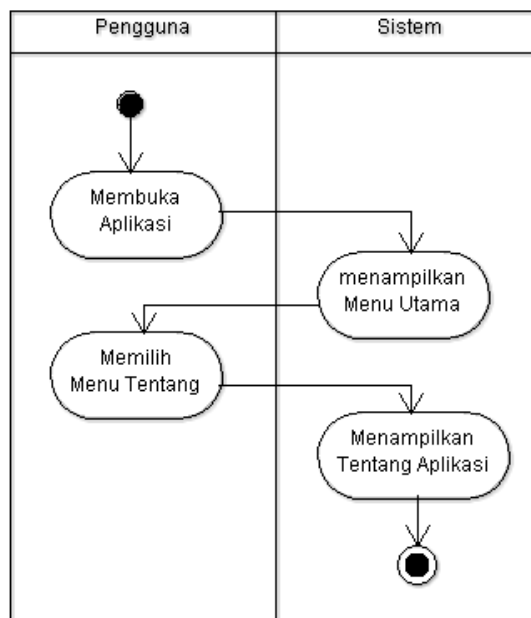 Pengguna
Sistem
Membuka
Aplikasi
menampilkan
Menu Utama
Memilih
Menu Tentang
Menampilkan
Tentang Aplikasi